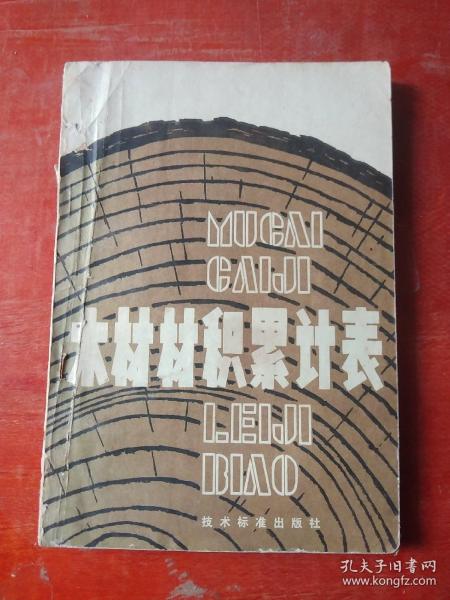 MUCAI
CAIJI
木材材积累计表
LEIJI
BIAO
技术标准出版社
孔夫子旧书网
www.kongfz.com